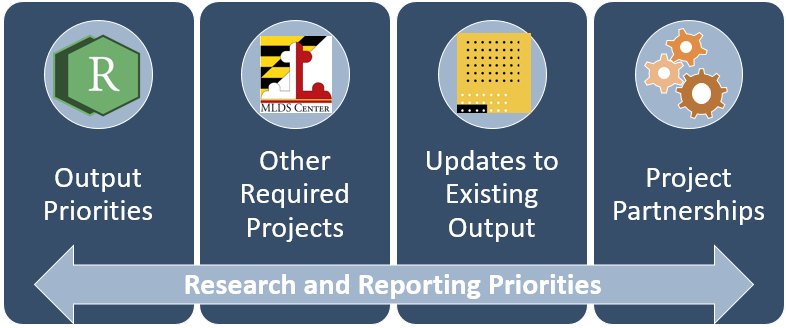 R
MLDS CENTER
Output
Priorities
Other
Required
Projects
Updates to
Existing
Output
Project
Partnerships
Research and Reporting Priorities